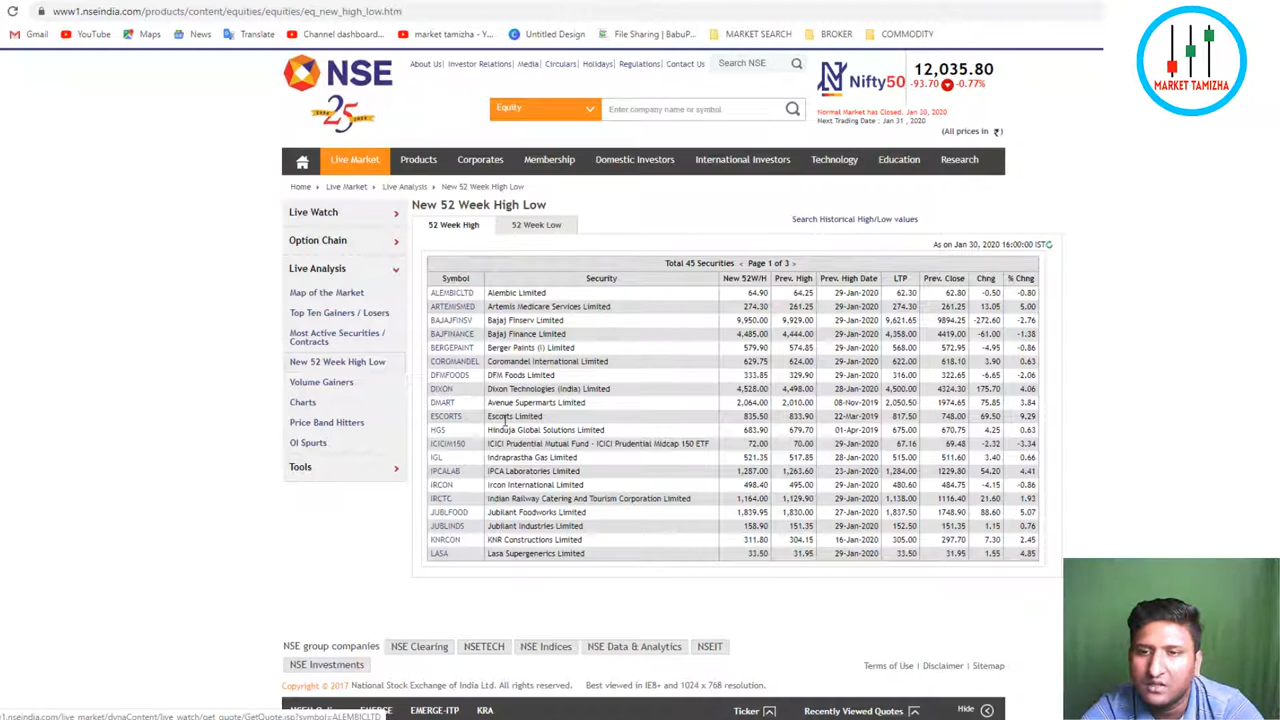 www1.nseindia.com/products/content/equities/equities/eq_new_high_low.htm
Gmail YouTube Maps News Translate Channel dashboard... market tamizha - Y... Untitled Design File Sharing | BabuP... MARKET SEARCH BROKER COMMODITY
MARKET TAMIZHA
NSE
25
About Us | Investor Relations | Media | Circulars | Holidays | Regulations | Contact Us
Search NSE
Equity
Enter company name or symbol
Nifty50
12,035.80
-93.70 -0.77%
Normal Market has Closed. Jan 30, 2020
Next Trading Date : Jan 31 , 2020
(All prices in ₹)
Live Market Products Corporates Membership Domestic Investors International Investors Technology Education Research
Home › Live Market › Live Analysis › New 52 Week High Low
Live Watch
Option Chain
Live Analysis
Map of the Market
Top Ten Gainers / Losers
Most Active Securities /
Contracts
New 52 Week High Low
Volume Gainers
Charts
Price Band Hitters
OI Spurts
Tools
New 52 Week High Low
52 Week High 52 Week Low
Search Historical High/Low values
As on Jan 30, 2020 16:00:00 IST
Total 45 Securities < Page 1 of 3 >
Symbol Security New 52W/H Prev. High Prev. High Date LTP Prev. Close Chng % Chng
ALEMBICLTD Alembic Limited 64.90 64.25 29-Jan-2020 62.30 62.80 -0.50 -0.80
ARTEMISMED Artemis Medicare Services Limited 274.30 261.25 29-Jan-2020 274.30 261.25 13.05 5.00
BAJAJFINSV Bajaj Finserv Limited 9,950.00 9,929.00 29-Jan-2020 9,621.65 9894.25 -272.60 -2.76
BAJFINANCE Bajaj Finance Limited 4,485.00 4,444.00 29-Jan-2020 4,358.00 4419.00 -61.00 -1.38
BERGEPAINT Berger Paints (I) Limited 579.90 574.85 29-Jan-2020 568.00 572.95 -4.95 -0.86
COROMANDEL Coromandel International Limited 629.75 624.00 29-Jan-2020 622.00 618.10 3.90 0.63
DFMFOODS DFM Foods Limited 333.85 329.90 29-Jan-2020 316.00 322.65 -6.65 -2.06
DIXON Dixon Technologies (India) Limited 4,528.00 4,498.00 28-Jan-2020 4,500.00 4324.30 175.70 4.06
DMART Avenue Supermarts Limited 2,064.00 2,010.00 08-Nov-2019 2,050.50 1974.65 75.85 3.84
ESCORTS Escorts Limited 835.50 833.90 22-Mar-2019 817.50 748.00 69.50 9.29
HGS Hinduja Global Solutions Limited 683.90 679.70 01-Apr-2019 675.00 670.75 4.25 0.63
ICICIM150 ICICI Prudential Mutual Fund - ICICI Prudential Midcap 150 ETF 72.00 70.00 29-Jan-2020 67.16 69.48 -2.32 -3.34
IGL Indraprastha Gas Limited 521.35 517.85 28-Jan-2020 515.00 511.60 3.40 0.66
IPCALAB IPCA Laboratories Limited 1,287.00 1,263.60 23-Jan-2020 1,284.00 1229.80 54.20 4.41
IRCON Ircon International Limited 498.40 495.00 29-Jan-2020 480.60 484.75 -4.15 -0.86
IRCTC Indian Railway Catering And Tourism Corporation Limited 1,164.00 1,129.90 29-Jan-2020 1,138.00 1116.40 21.60 1.93
JUBLFOOD Jubilant Foodworks Limited 1,839.95 1,830.00 27-Jan-2020 1,837.50 1748.90 88.60 5.07
JUBLINDS Jubilant Industries Limited 158.90 151.35 29-Jan-2020 152.50 151.35 1.15 0.76
KNRCON KNR Constructions Limited 311.80 304.15 16-Jan-2020 305.00 297.70 7.30 2.45
LASA Lasa Supergenerics Limited 33.50 31.95 29-Jan-2020 33.50 31.95 1.55 4.85
NSE group companies NSE Clearing NSETECH NSE Indices NSE Data & Analytics NSEIT
NSE Investments
Terms of Use | Disclaimer | Sitemap
Copyright © 2017 National Stock Exchange of India Ltd. All rights reserved. Best viewed in IE8+ and 1024 x 768 resolution.
EMERGE-ITP KRA Ticker Recently Viewed Quotes Hide